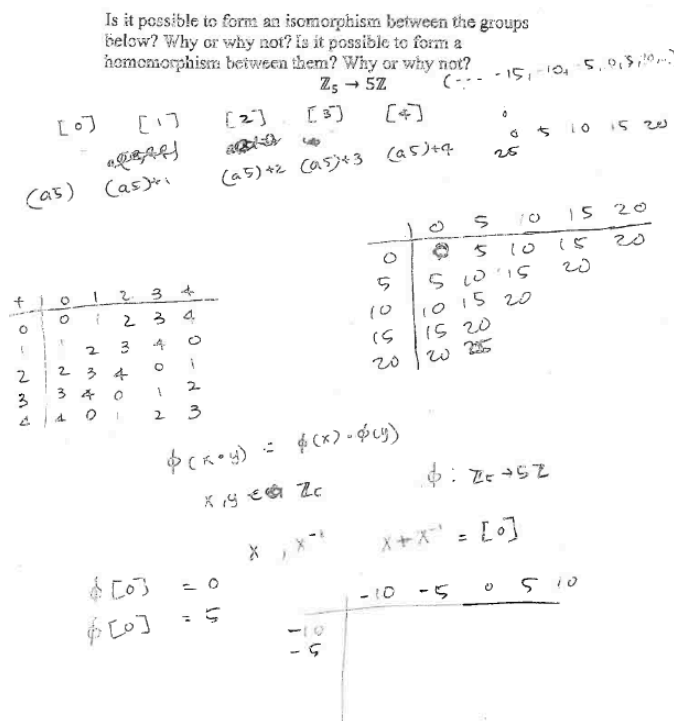 Is it possible to form an isomorphism between the groups
below? Why or why not? Is it possible to form a
homomorphism between them? Why or why not?
ℤ₅ → 5ℤ (--- -15, -10, -5, 0, 5, 10, ...
[0] [1] [2] [3] [4]
0 5 10 15 20
25
(a5) (a5)+1 (a5)+2 (a5)+3 (a5)+4
0 5 10 15 20
0 0 5 10 15 20
5 5 10 15 20
10 10 15 20
15 15 20
20 20 25
+ 0 1 2 3 4
0 0 1 2 3 4
1 1 2 3 4 0
2 2 3 4 0 1
3 3 4 0 1 2
4 4 0 1 2 3
φ(x∘y) = φ(x)∘φ(y)
x, y ∈ ℤ₅
φ: ℤ₅ → 5ℤ
x, x⁻¹ x + x⁻¹ = [0]
φ[0] = 0
φ[0] = 5
-10 -5 0 5 10
-10
-5